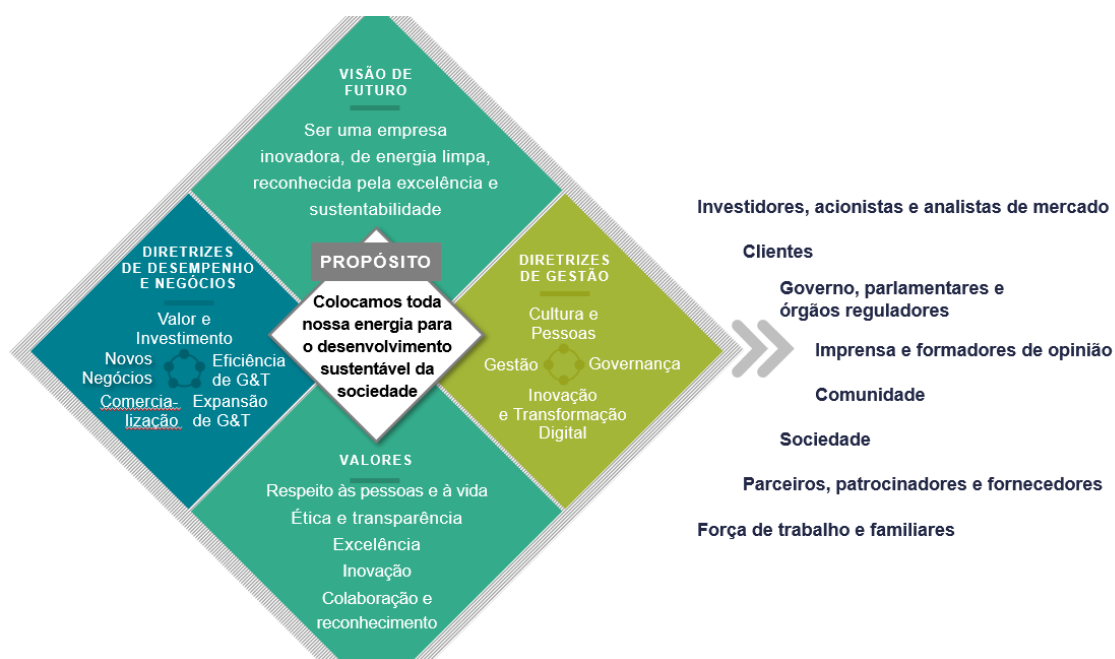 VISÃO DE
FUTURO
Ser uma empresa
inovadora, de energia limpa,
reconhecida pela excelência e
sustentabilidade
DIRETRIZES
DE DESEMPENHO
E NEGÓCIOS
Valor e
Investimento
Novos
Negócios
Eficiência
de G&T
Comercia-
lização
Expansão
de G&T
PROPÓSITO
Colocamos toda
nossa energia para
o desenvolvimento
sustentável da
sociedade
DIRETRIZES
DE GESTÃO
Cultura e
Pessoas
Gestão
Governança
Inovação
e Transformação
Digital
VALORES
Respeito às pessoas e à vida
Ética e transparência
Excelência
Inovação
Colaboração e
reconhecimento
Investidores, acionistas e analistas de mercado
Clientes
Governo, parlamentares e
órgãos reguladores
Imprensa e formadores de opinião
Comunidade
Sociedade
Parceiros, patrocinadores e fornecedores
Força de trabalho e familiares